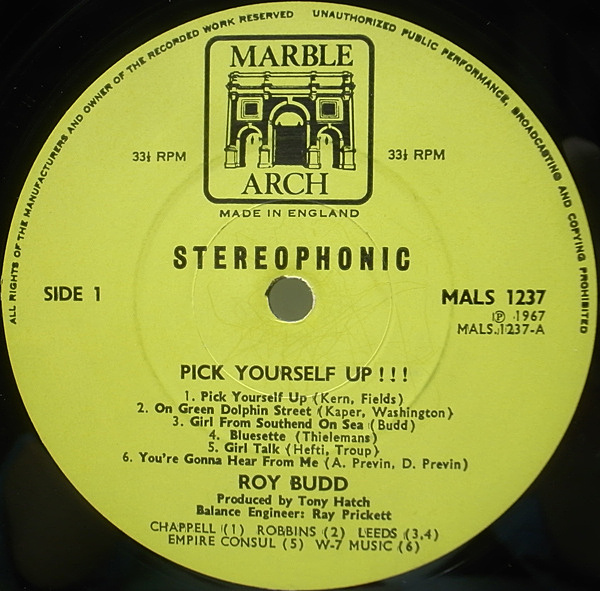 ALL RIGHTS OF THE MANUFACTURERS AND OWNER OF THE RECORDED WORK RESERVED UNAUTHORIZED PUBLIC PERFORMANCE, BROADCASTING AND COPYING PROHIBITED
MARBLE
ARCH
33⅓ RPM 33⅓ RPM
MADE IN ENGLAND
STEREOPHONIC
SIDE 1 MALS 1237
℗ 1967
MALS.1237-A
PICK YOURSELF UP!!!
1. Pick Yourself Up (Kern, Fields)
2. On Green Dolphin Street (Kaper, Washington)
3. Girl From Southend On Sea (Budd)
4. Bluesette (Thielemans)
5. Girl Talk (Hefti, Troup)
6. You're Gonna Hear From Me (A. Previn, D. Previn)
ROY BUDD
Produced by Tony Hatch
Balance Engineer: Ray Prickett
CHAPPELL (1) ROBBINS (2) LEEDS (3,4)
EMPIRE CONSUL (5) W-7 MUSIC (6)